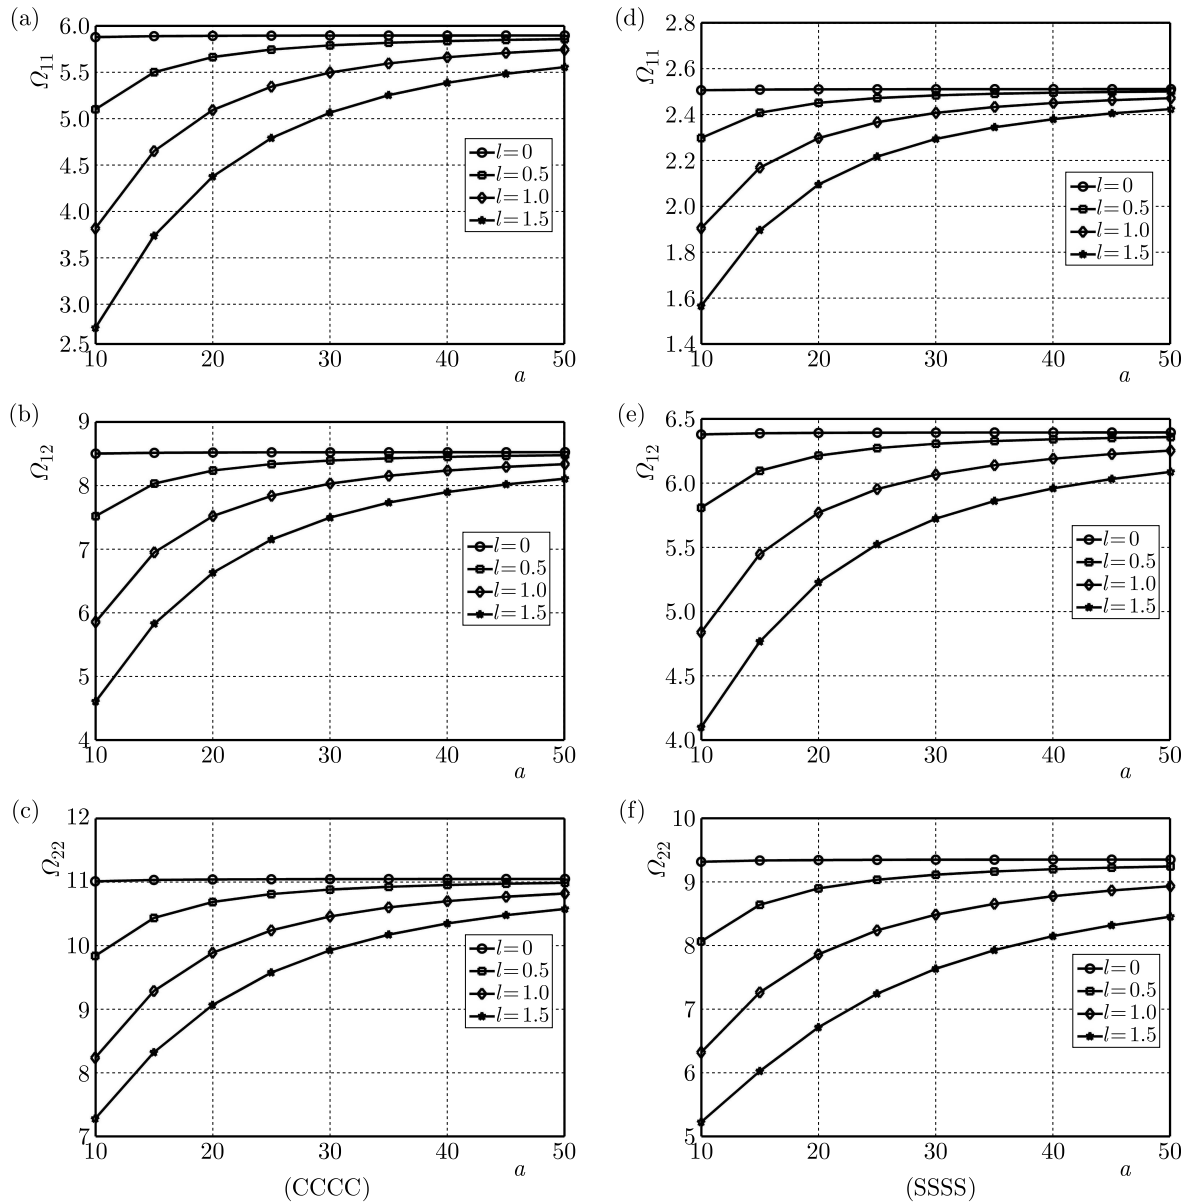 (a)
Ω11
6.0
5.5
5.0
4.5
4.0
3.5
3.0
2.5
10 20 30 40 50
a
l=0
l=0.5
l=1.0
l=1.5
(d)
Ω11
2.8
2.6
2.4
2.2
2.0
1.8
1.6
1.4
10 20 30 40 50
a
l=0
l=0.5
l=1.0
l=1.5
(b)
Ω12
9
8
7
6
5
4
10 20 30 40 50
a
l=0
l=0.5
l=1.0
l=1.5
(e)
Ω12
6.5
6.0
5.5
5.0
4.5
4.0
10 20 30 40 50
a
l=0
l=0.5
l=1.0
l=1.5
(c)
Ω22
12
11
10
9
8
7
10 20 30 40 50
a
l=0
l=0.5
l=1.0
l=1.5
(CCCC)
(f)
Ω22
10
9
8
7
6
5
10 20 30 40 50
a
l=0
l=0.5
l=1.0
l=1.5
(SSSS)